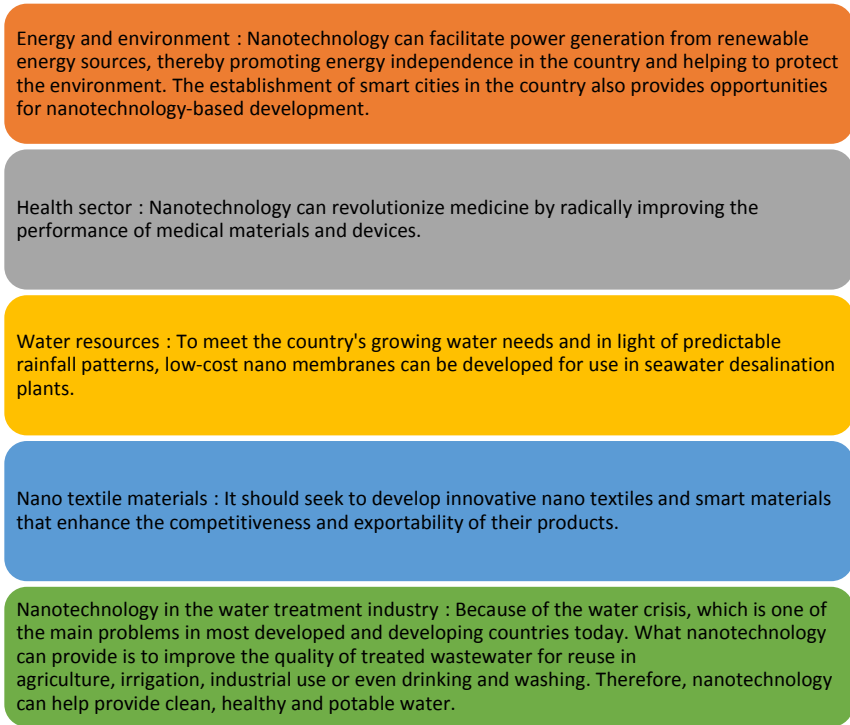 Energy and environment : Nanotechnology can facilitate power generation from renewable
energy sources, thereby promoting energy independence in the country and helping to protect
the environment. The establishment of smart cities in the country also provides opportunities
for nanotechnology-based development.
Health sector : Nanotechnology can revolutionize medicine by radically improving the
performance of medical materials and devices.
Water resources : To meet the country's growing water needs and in light of predictable
rainfall patterns, low-cost nano membranes can be developed for use in seawater desalination
plants.
Nano textile materials : It should seek to develop innovative nano textiles and smart materials
that enhance the competitiveness and exportability of their products.
Nanotechnology in the water treatment industry : Because of the water crisis, which is one of
the main problems in most developed and developing countries today. What nanotechnology
can provide is to improve the quality of treated wastewater for reuse in
agriculture, irrigation, industrial use or even drinking and washing. Therefore, nanotechnology
can help provide clean, healthy and potable water.